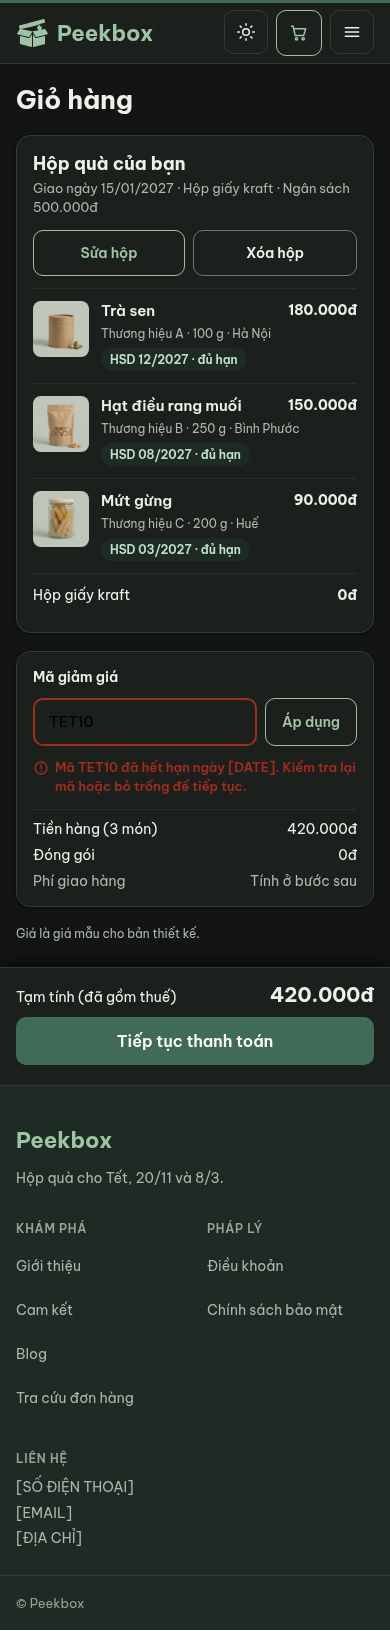 Peekbox
Giỏ hàng
Hộp quà của bạn
Giao ngày 15/01/2027 · Hộp giấy kraft · Ngân sách
500.000đ
Sửa hộp
Xóa hộp
Trà sen
180.000đ
Thương hiệu A · 100 g · Hà Nội
HSD 12/2027 · đủ hạn
Hạt điều rang muối
150.000đ
Thương hiệu B · 250 g · Bình Phước
HSD 08/2027 · đủ hạn
Mứt gừng
90.000đ
Thương hiệu C · 200 g · Huế
HSD 03/2027 · đủ hạn
Hộp giấy kraft
0đ
Mã giảm giá
TET10
Áp dụng
Mã TET10 đã hết hạn ngày [DATE]. Kiểm tra lại
mã hoặc bỏ trống để tiếp tục.
Tiền hàng (3 món)
420.000đ
Đóng gói
0đ
Phí giao hàng
Tính ở bước sau
Giá là giá mẫu cho bản thiết kế.
Tạm tính (đã gồm thuế)
420.000đ
Tiếp tục thanh toán
Peekbox
Hộp quà cho Tết, 20/11 và 8/3.
KHÁM PHÁ
PHÁP LÝ
Giới thiệu
Điều khoản
Cam kết
Chính sách bảo mật
Blog
Tra cứu đơn hàng
LIÊN HỆ
[SỐ ĐIỆN THOẠI]
[EMAIL]
[ĐỊA CHỈ]
© Peekbox